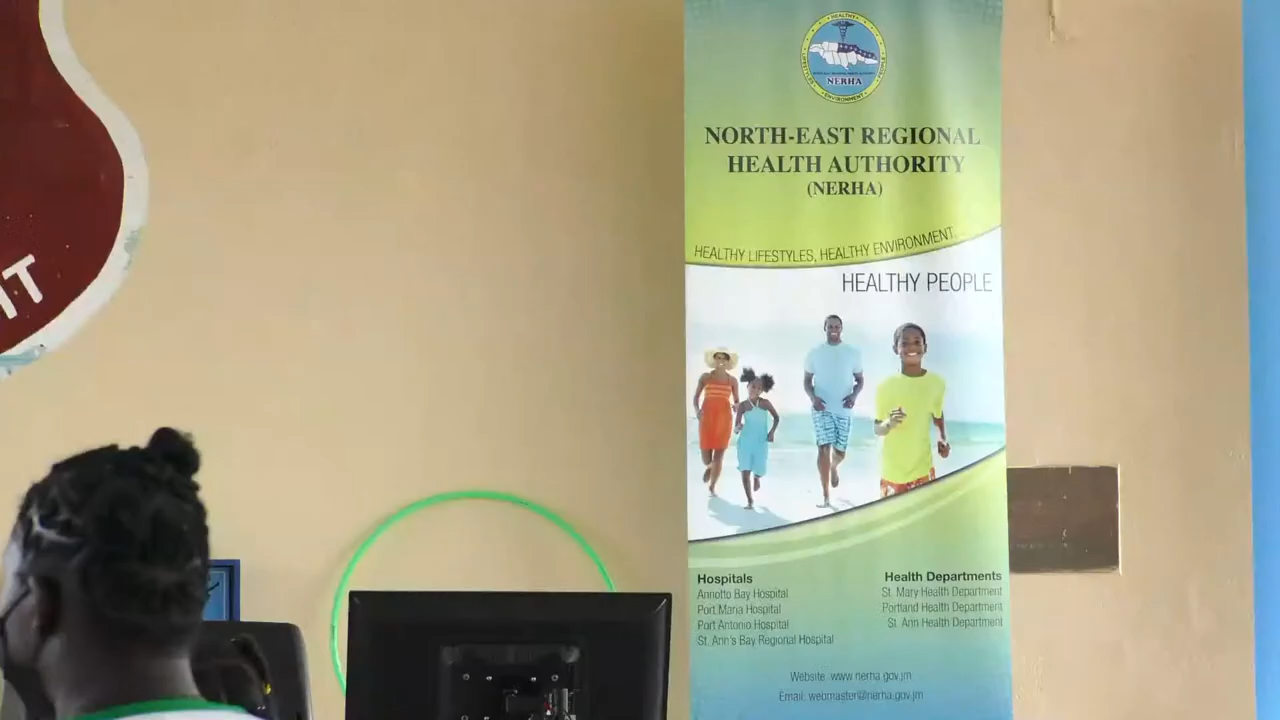 IT
HEALTHY
NERHA
ENVIRONMENT
NORTH-EAST REGIONAL
HEALTH AUTHORITY
(NERHA)
HEALTHY LIFESTYLES, HEALTHY ENVIRONMENT,
HEALTHY PEOPLE
Hospitals
Annotto Bay Hospital
Port Maria Hospital
Port Antonio Hospital
St. Ann's Bay Regional Hospital
Health Departments
St. Mary Health Department
Portland Health Department
St. Ann Health Department
Website: www.nerha.gov.jm
Email: webmaster@nerha.gov.jm